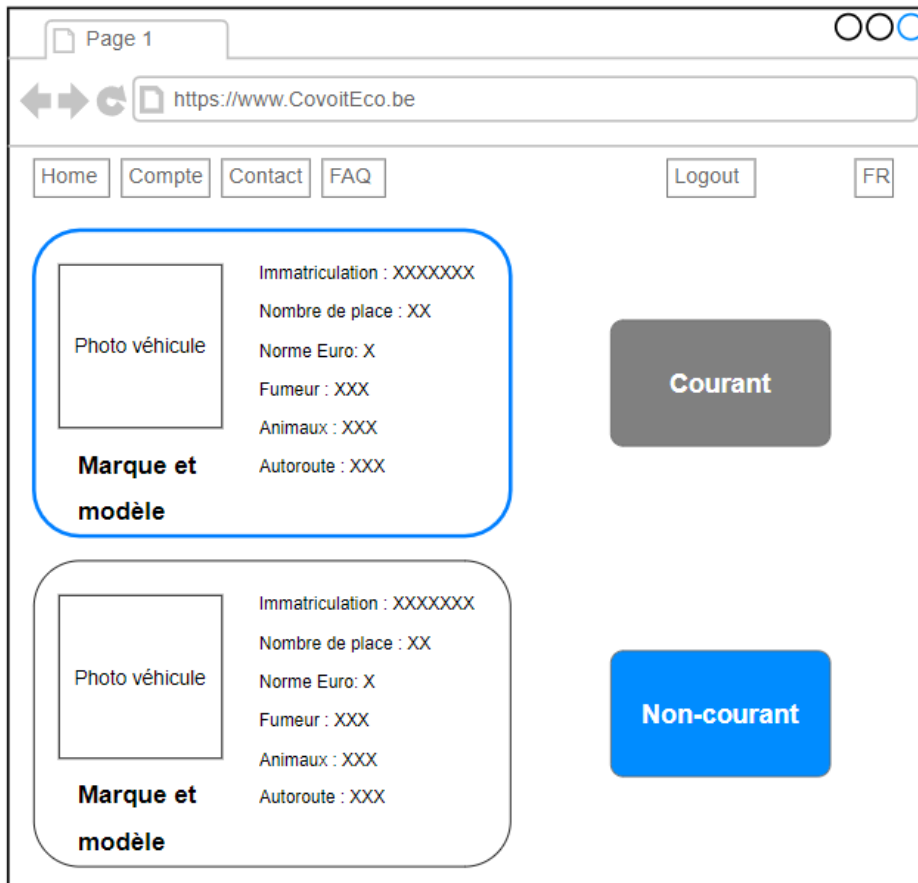 Page 1
https://www.CovoitEco.be
Home Compte Contact FAQ Logout FR
Photo véhicule
Marque et
modèle
Immatriculation : XXXXXXX
Nombre de place : XX
Norme Euro: X
Fumeur : XXX
Animaux : XXX
Autoroute : XXX
Courant
Photo véhicule
Marque et
modèle
Immatriculation : XXXXXXX
Nombre de place : XX
Norme Euro: X
Fumeur : XXX
Animaux : XXX
Autoroute : XXX
Non-courant